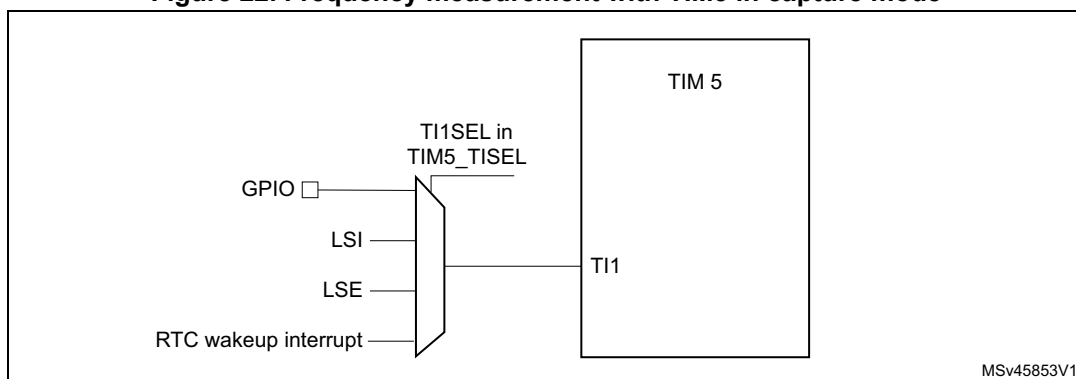 Figure 22. Frequency measurement with TIM5 in capture mode
TIM 5
TI1SEL in
TIM5_TISEL
GPIO
LSI
TI1
LSE
RTC wakeup interrupt
MSv45853V1